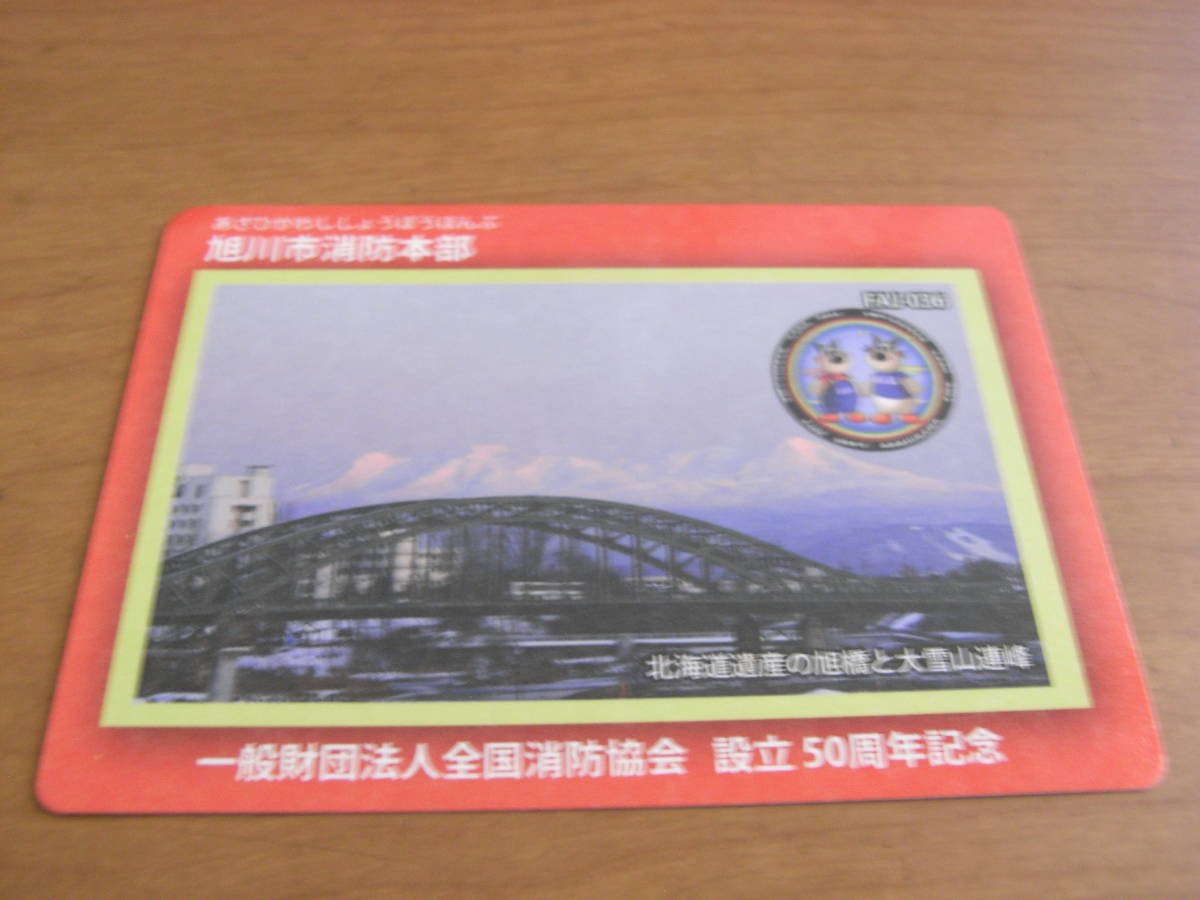 あさひかわししょうぼうほんぶ
旭川市消防本部
FAJ-036
北海道遺産の旭橋と大雪山連峰
一般財団法人全国消防協会 設立50周年記念